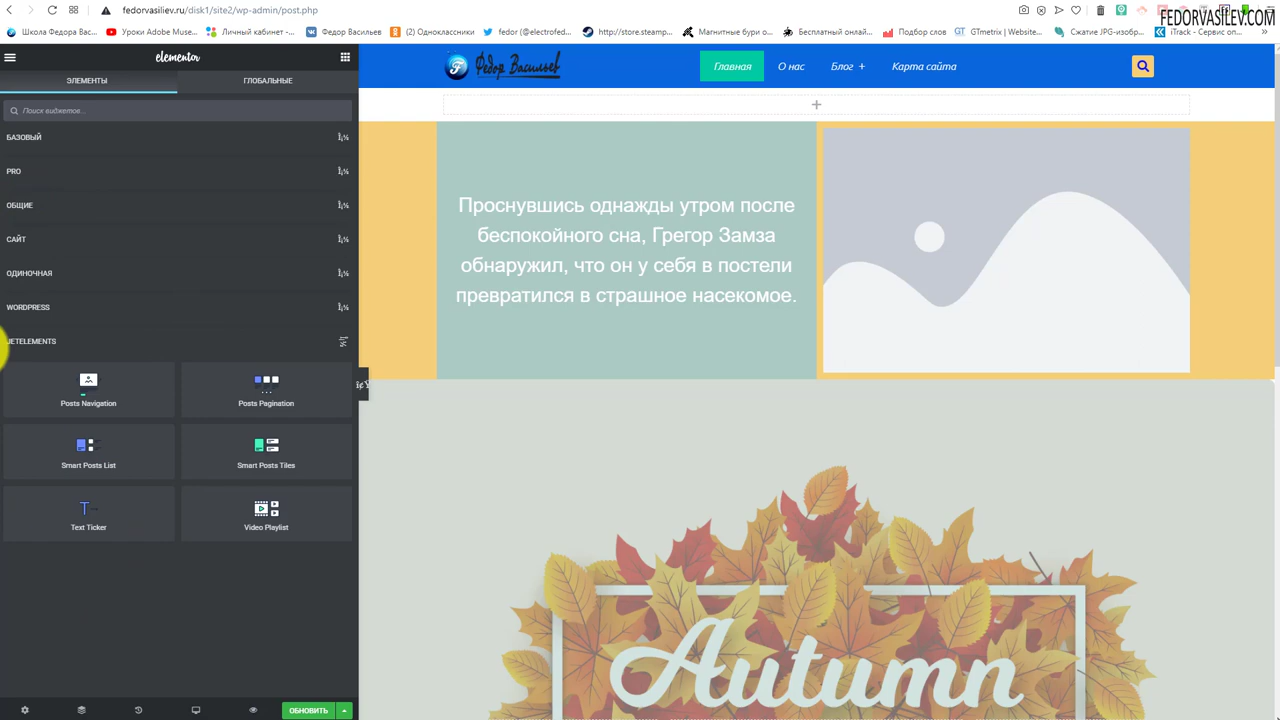 fedorvasiliev.ru/disk1/site2/wp-admin/post.php
FEDORVASILEV.COM
Школа Федора Вас...
Уроки Adobe Muse...
Личный кабинет -...
ВК Федор Васильев
(2) Одноклассники
fedor (@electrofed...
http://store.steamp...
Магнитные бури о...
Бесплатный онлай...
Подбор слов
GTmetrix | Website...
Сжатие JPG-изобр...
iTrack - Сервис оп...
elementor
ЭЛЕМЕНТЫ
ГЛОБАЛЬНЫЕ
Поиск виджетов...
БАЗОВЫЙ
PRO
ОБЩИЕ
САЙТ
ОДИНОЧНАЯ
WORDPRESS
JETELEMENTS
Posts Navigation
Posts Pagination
Smart Posts List
Smart Posts Tiles
Text Ticker
Video Playlist
ОБНОВИТЬ
Федор Васильев
Главная
О нас
Блог +
Карта сайта
Проснувшись однажды утром после
беспокойного сна, Грегор Замза
обнаружил, что он у себя в постели
превратился в страшное насекомое.
Autumn